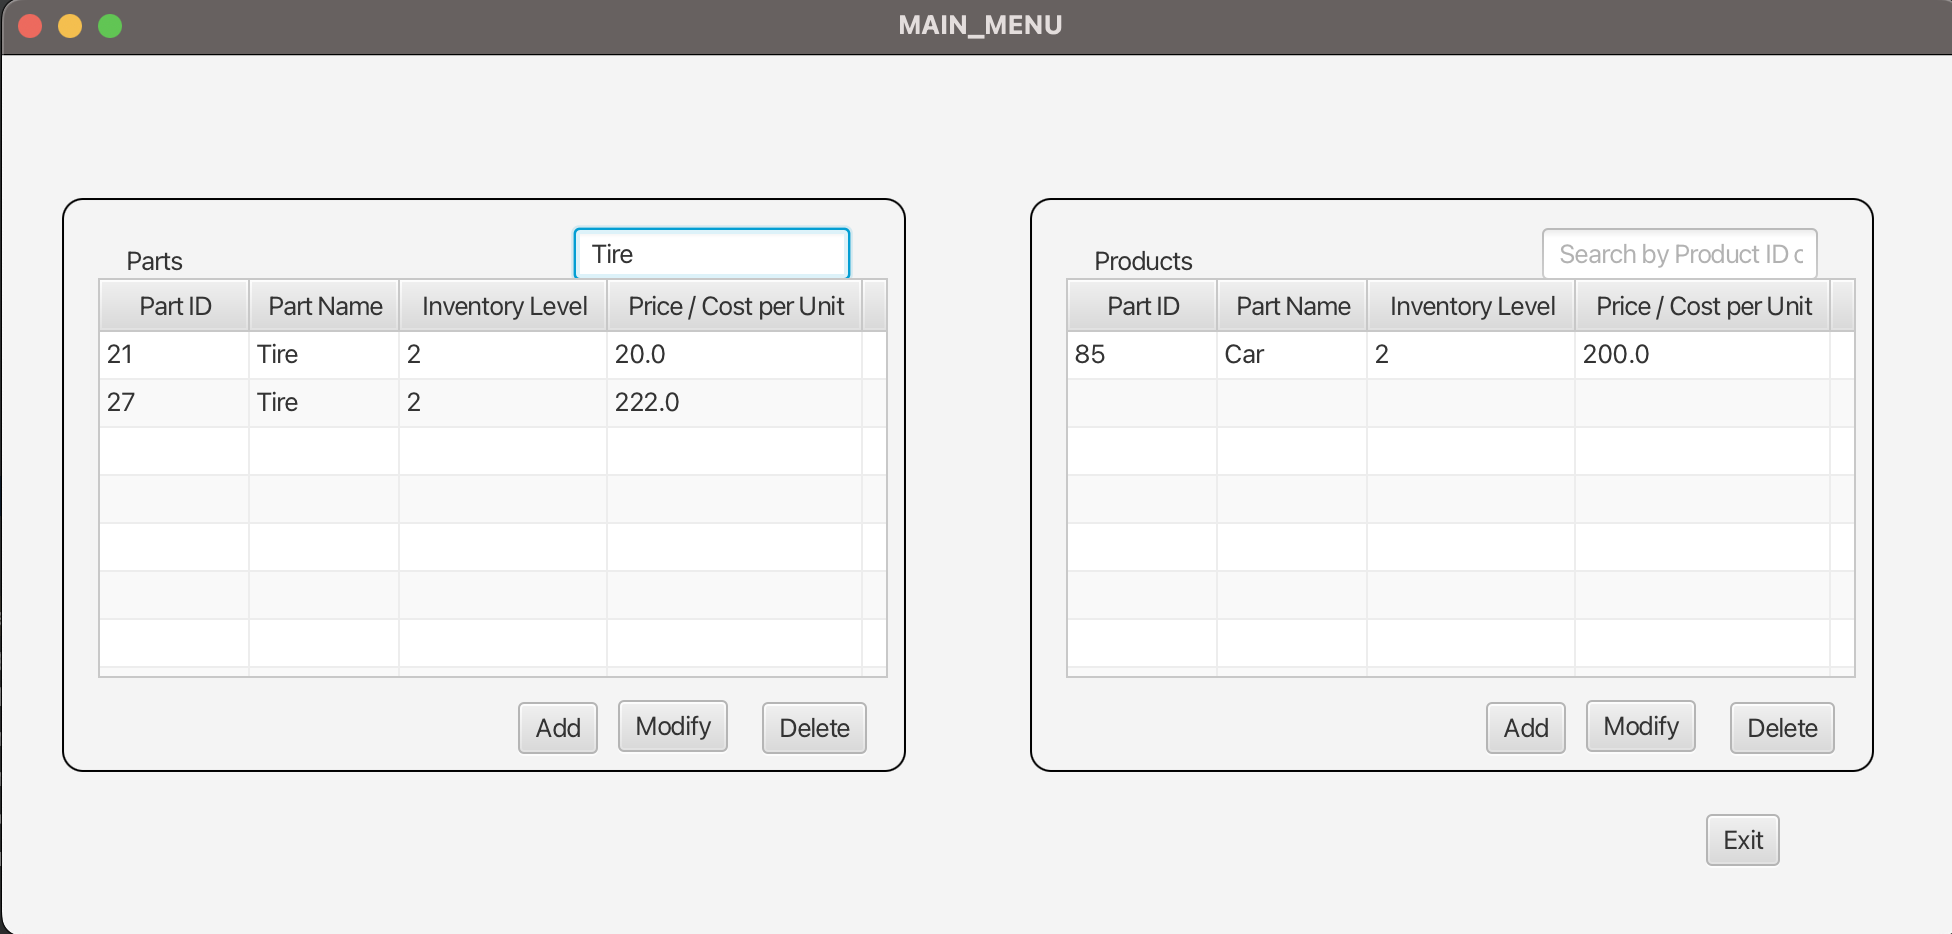 MAIN_MENU
Parts
Tire
Part ID Part Name Inventory Level Price / Cost per Unit
21 Tire 2 20.0
27 Tire 2 222.0
Add Modify Delete
Products
Search by Product ID
Part ID Part Name Inventory Level Price / Cost per Unit
85 Car 2 200.0
Add Modify Delete
Exit